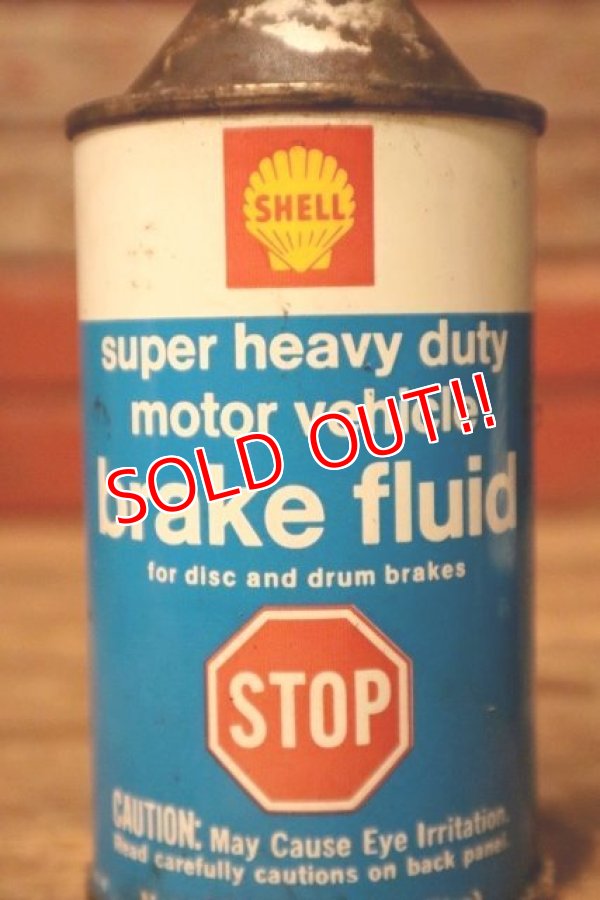 SHELL
super heavy duty
motor vehicle
brake fluid
SOLD OUT!!
for disc and drum brakes
STOP
CAUTION: May Cause Eye Irritation.
Read carefully cautions on back panel.